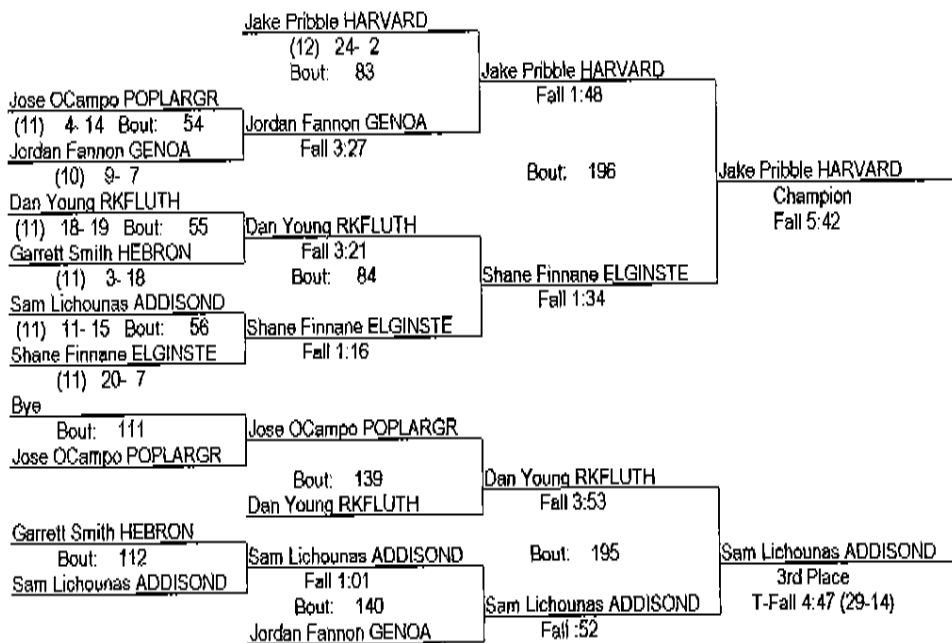 Jake Pribble HARVARD
(12) 24- 2
Bout: 83
Jake Pribble HARVARD
Fall 1:48
Jose OCampo POPLARGR
(11) 4- 14 Bout: 54
Jordan Fannon GENOA
Fall 3:27
Jordan Fannon GENOA
(10) 9- 7
Bout: 196
Jake Pribble HARVARD
Champion
Fall 5:42
Dan Young RKFLUTH
(11) 18- 19 Bout: 55
Dan Young RKFLUTH
Fall 3:21
Garrett Smith HEBRON
(11) 3- 18
Bout: 84
Shane Finnane ELGINSTE
Fall 1:34
Sam Lichounas ADDISOND
(11) 11- 15 Bout: 56
Shane Finnane ELGINSTE
Fall 1:16
Shane Finnane ELGINSTE
(11) 20- 7
Bye
Bout: 111
Jose OCampo POPLARGR
Jose OCampo POPLARGR
Bout: 139
Dan Young RKFLUTH
Fall 3:53
Dan Young RKFLUTH
Garrett Smith HEBRON
Bout: 112
Sam Lichounas ADDISOND
Sam Lichounas ADDISOND
Fall 1:01
Bout: 140
Jordan Fannon GENOA
Bout: 195
Sam Lichounas ADDISOND
Fall :52
Sam Lichounas ADDISOND
3rd Place
T-Fall 4:47 (29-14)